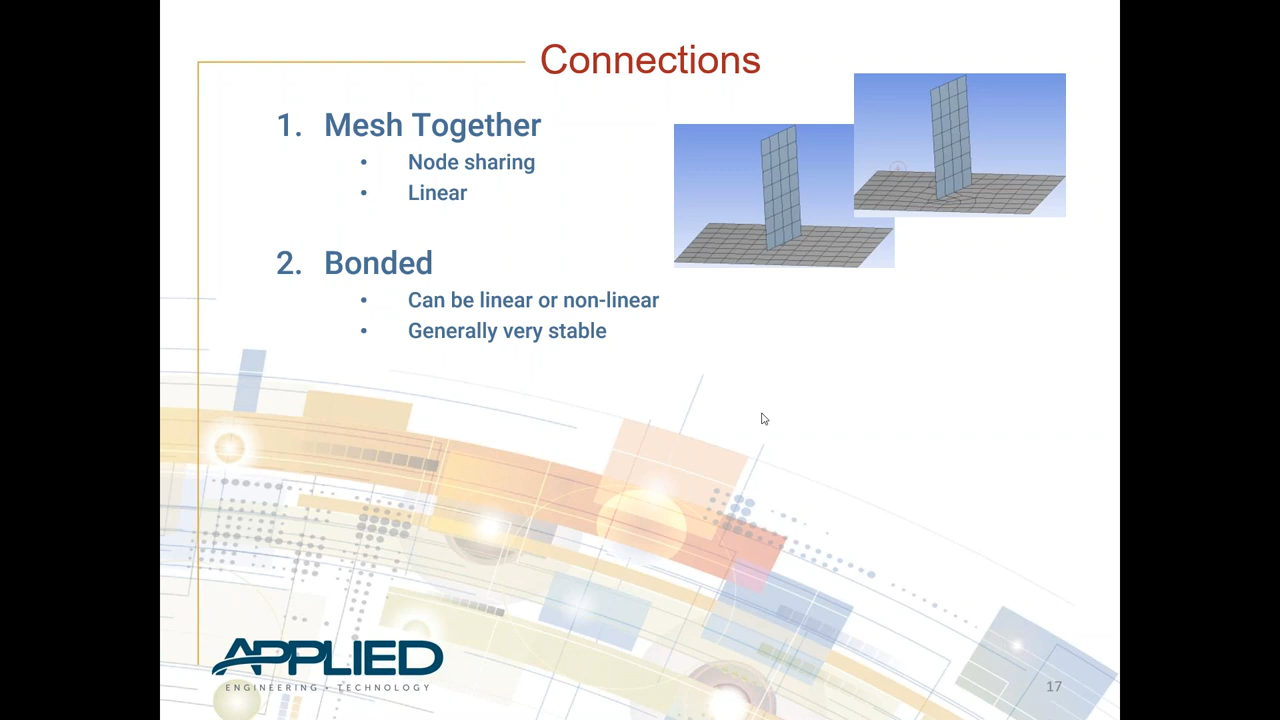 Connections
1. Mesh Together
• Node sharing
• Linear
2. Bonded
• Can be linear or non-linear
• Generally very stable
APPLIED
ENGINEERING • TECHNOLOGY
17